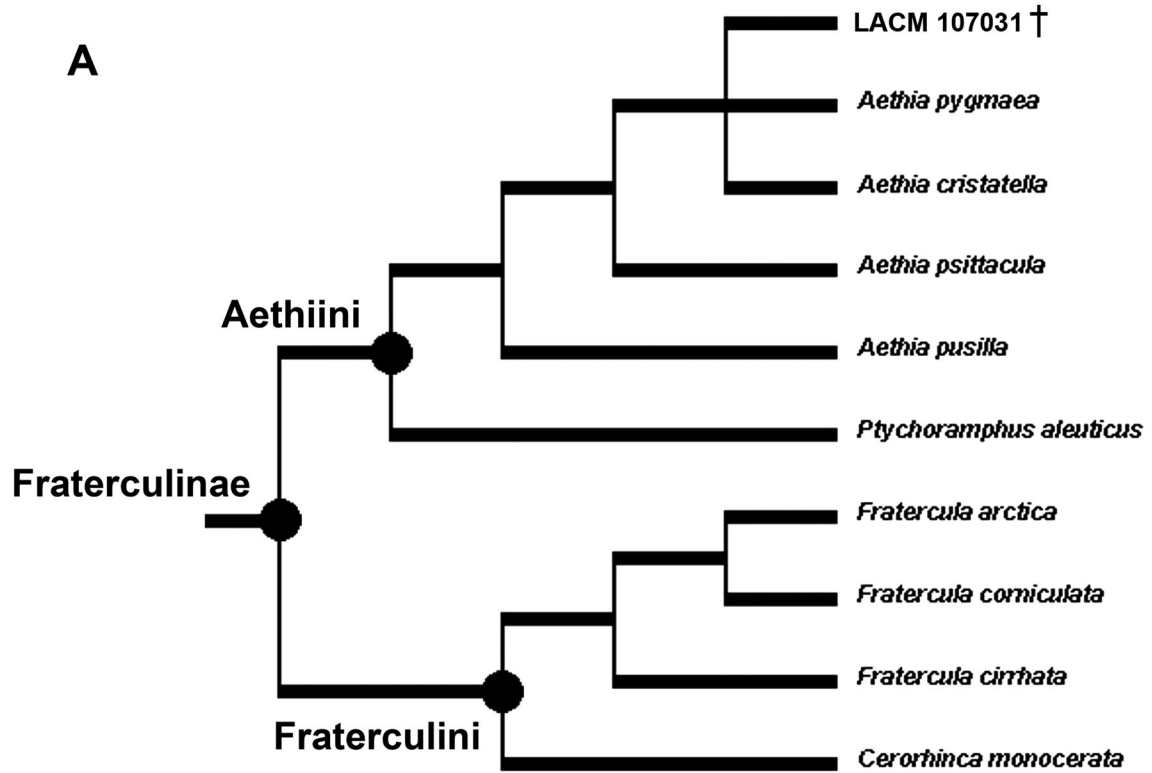 A
LACM 107031 †
Aethia pygmaea
Aethia cristatella
Aethia psittacula
Aethiini
Aethia pusilla
Ptychoramphus aleuticus
Fraterculinae
Fratercula arctica
Fratercula corniculata
Fratercula cirrhata
Fraterculini
Cerorhinca monocerata